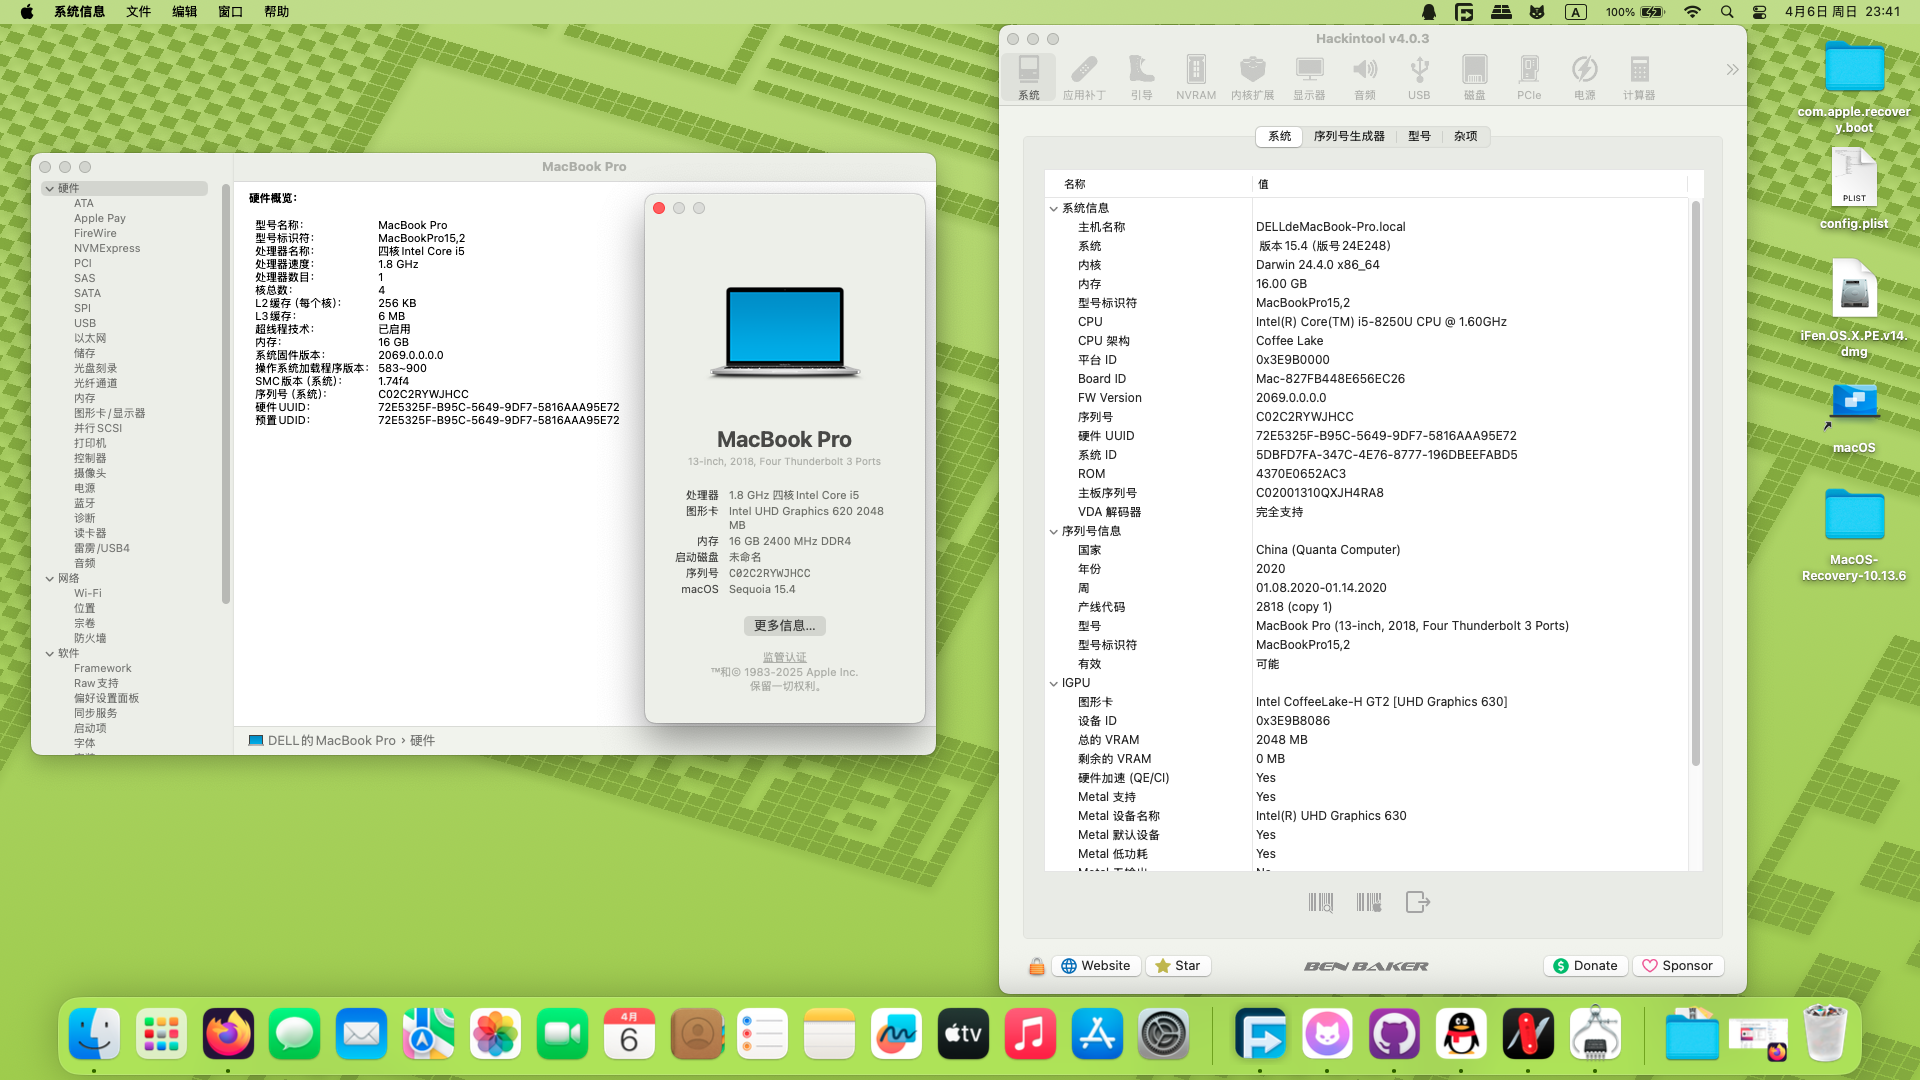 系统信息 文件 编辑 窗口 帮助
A 100% 4月6日 周日 23:41
MacBook Pro
硬件
ATA
Apple Pay
FireWire
NVMExpress
PCI
SAS
SATA
SPI
USB
以太网
储存
光盘刻录
光纤通道
内存
图形卡/显示器
并行SCSI
打印机
控制器
摄像头
电源
蓝牙
诊断
读卡器
雷雳/USB4
音频
网络
Wi-Fi
位置
宗卷
防火墙
软件
Framework
Raw支持
偏好设置面板
同步服务
启动项
字体
硬件概览:
型号名称: MacBook Pro
型号标识符: MacBookPro15,2
处理器名称: 四核Intel Core i5
处理器速度: 1.8 GHz
处理器数目: 1
核总数: 4
L2缓存 (每个核): 256 KB
L3缓存: 6 MB
超线程技术: 已启用
内存: 16 GB
系统固件版本: 2069.0.0.0.0
操作系统加载程序版本: 583~900
SMC版本 (系统): 1.74f4
序列号 (系统): C02C2RYWJHCC
硬件UUID: 72E5325F-B95C-5649-9DF7-5816AAA95E72
预置UDID: 72E5325F-B95C-5649-9DF7-5816AAA95E72
DELL的MacBook Pro › 硬件
MacBook Pro
13-inch, 2018, Four Thunderbolt 3 Ports
处理器 1.8 GHz 四核Intel Core i5
图形卡 Intel UHD Graphics 620 2048
MB
内存 16 GB 2400 MHz DDR4
启动磁盘 未命名
序列号 C02C2RYWJHCC
macOS Sequoia 15.4
更多信息...
监管认证
™和© 1983-2025 Apple Inc.
保留一切权利。
Hackintool v4.0.3
系统 应用补丁 引导 NVRAM 内核扩展 显示器 音频 USB 磁盘 PCIe 电源 计算器
系统 序列号生成器 型号 杂项
名称 值
系统信息
主机名称 DELLdeMacBook-Pro.local
系统 版本15.4 (版号24E248)
内核 Darwin 24.4.0 x86_64
内存 16.00 GB
型号标识符 MacBookPro15,2
CPU Intel(R) Core(TM) i5-8250U CPU @ 1.60GHz
CPU 架构 Coffee Lake
平台 ID 0x3E9B0000
Board ID Mac-827FB448E656EC26
FW Version 2069.0.0.0.0
序列号 C02C2RYWJHCC
硬件 UUID 72E5325F-B95C-5649-9DF7-5816AAA95E72
系统 ID 5DBFD7FA-347C-4E76-8777-196DBEEFABD5
ROM 4370E0652AC3
主板序列号 C02001310QXJH4RA8
VDA 解码器 完全支持
序列号信息
国家 China (Quanta Computer)
年份 2020
周 01.08.2020-01.14.2020
产线代码 2818 (copy 1)
型号 MacBook Pro (13-inch, 2018, Four Thunderbolt 3 Ports)
型号标识符 MacBookPro15,2
有效 可能
IGPU
图形卡 Intel CoffeeLake-H GT2 [UHD Graphics 630]
设备 ID 0x3E9B8086
总的 VRAM 2048 MB
剩余的 VRAM 0 MB
硬件加速 (QE/CI) Yes
Metal 支持 Yes
Metal 设备名称 Intel(R) UHD Graphics 630
Metal 默认设备 Yes
Metal 低功耗 Yes
Website Star BEN BAKER Donate Sponsor
com.apple.recover
y.boot
PLIST
config.plist
iFen.OS.X.PE.v14.
dmg
macOS
MacOS-
Recovery-10.13.6
4月
6
tv